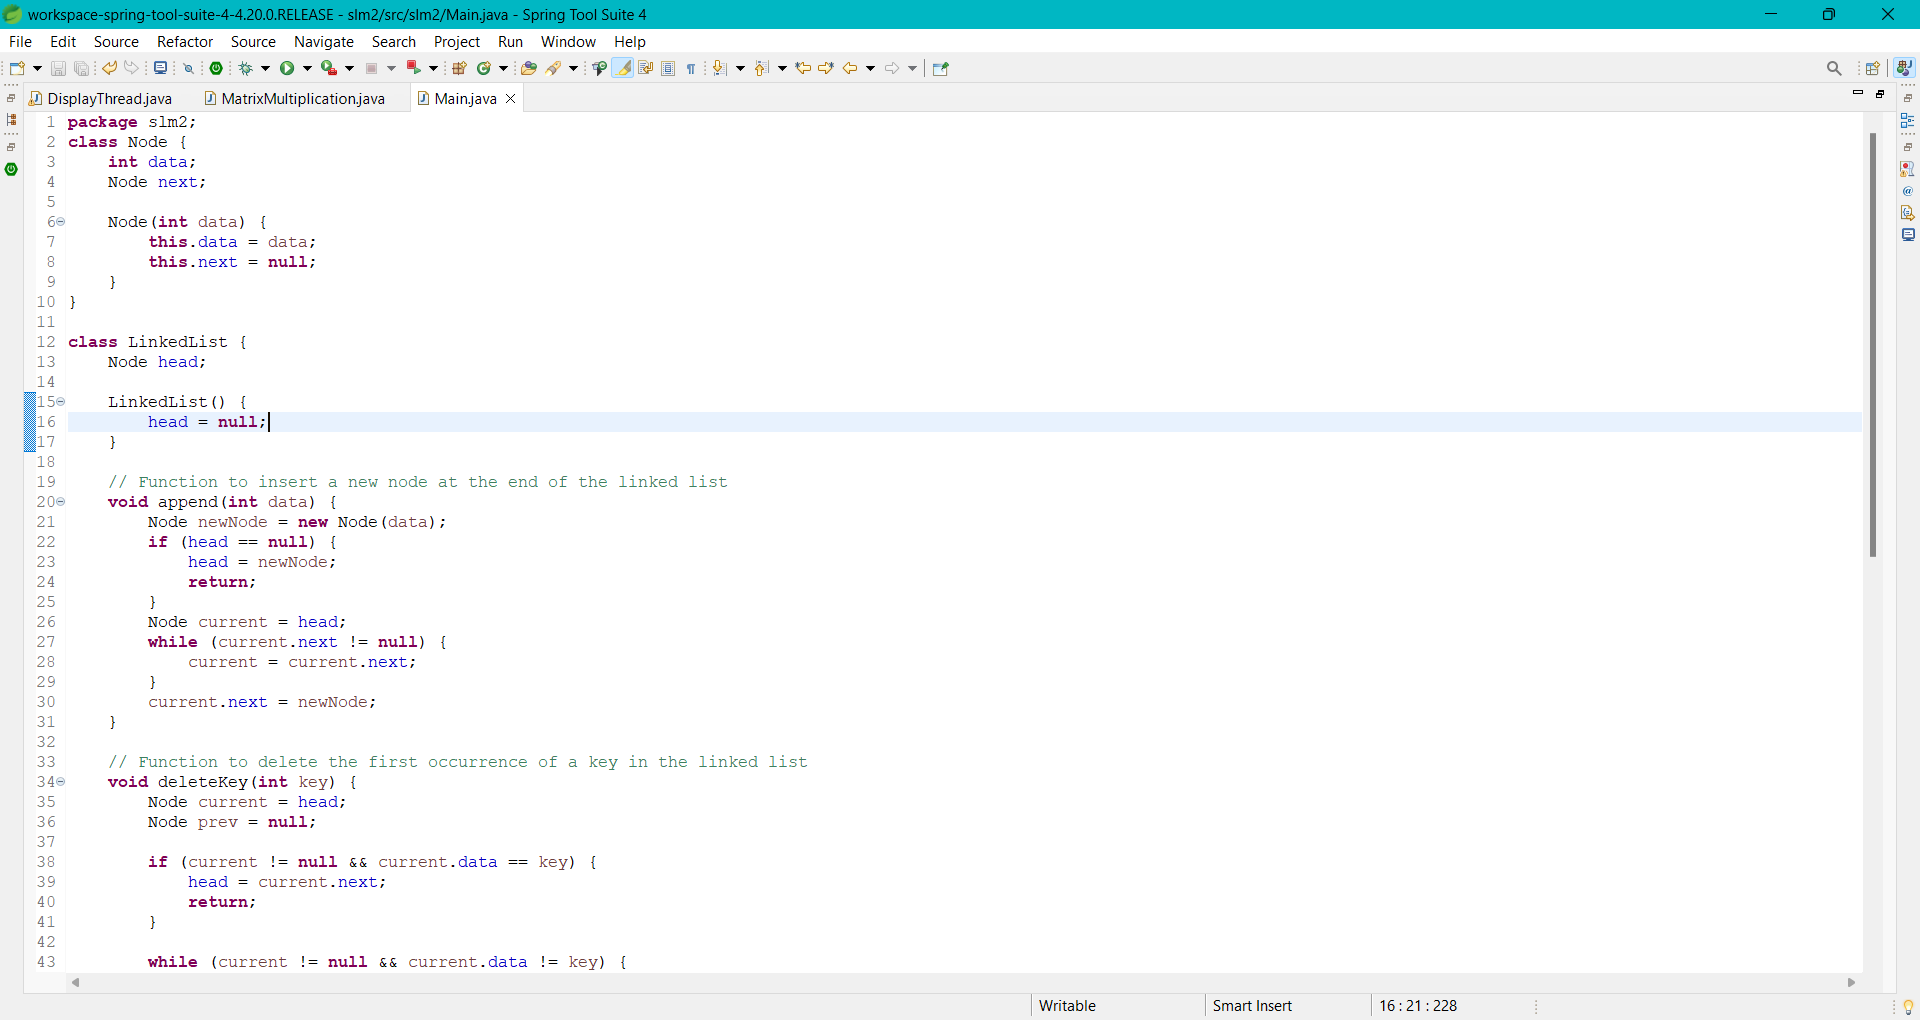 workspace-spring-tool-suite-4-4.20.0.RELEASE - slm2/src/slm2/Main.java - Spring Tool Suite 4
File Edit Source Refactor Source Navigate Search Project Run Window Help
DisplayThread.java MatrixMultiplication.java Main.java
1 package slm2;
2 class Node {
3     int data;
4     Node next;
5
6     Node(int data) {
7         this.data = data;
8         this.next = null;
9     }
10 }
11
12 class LinkedList {
13     Node head;
14
15     LinkedList() {
16         head = null;
17     }
18
19     // Function to insert a new node at the end of the linked list
20     void append(int data) {
21         Node newNode = new Node(data);
22         if (head == null) {
23             head = newNode;
24             return;
25         }
26         Node current = head;
27         while (current.next != null) {
28             current = current.next;
29         }
30         current.next = newNode;
31     }
32
33     // Function to delete the first occurrence of a key in the linked list
34     void deleteKey(int key) {
35         Node current = head;
36         Node prev = null;
37
38         if (current != null && current.data == key) {
39             head = current.next;
40             return;
41         }
42
43         while (current != null && current.data != key) {
Writable Smart Insert 16 : 21 : 228